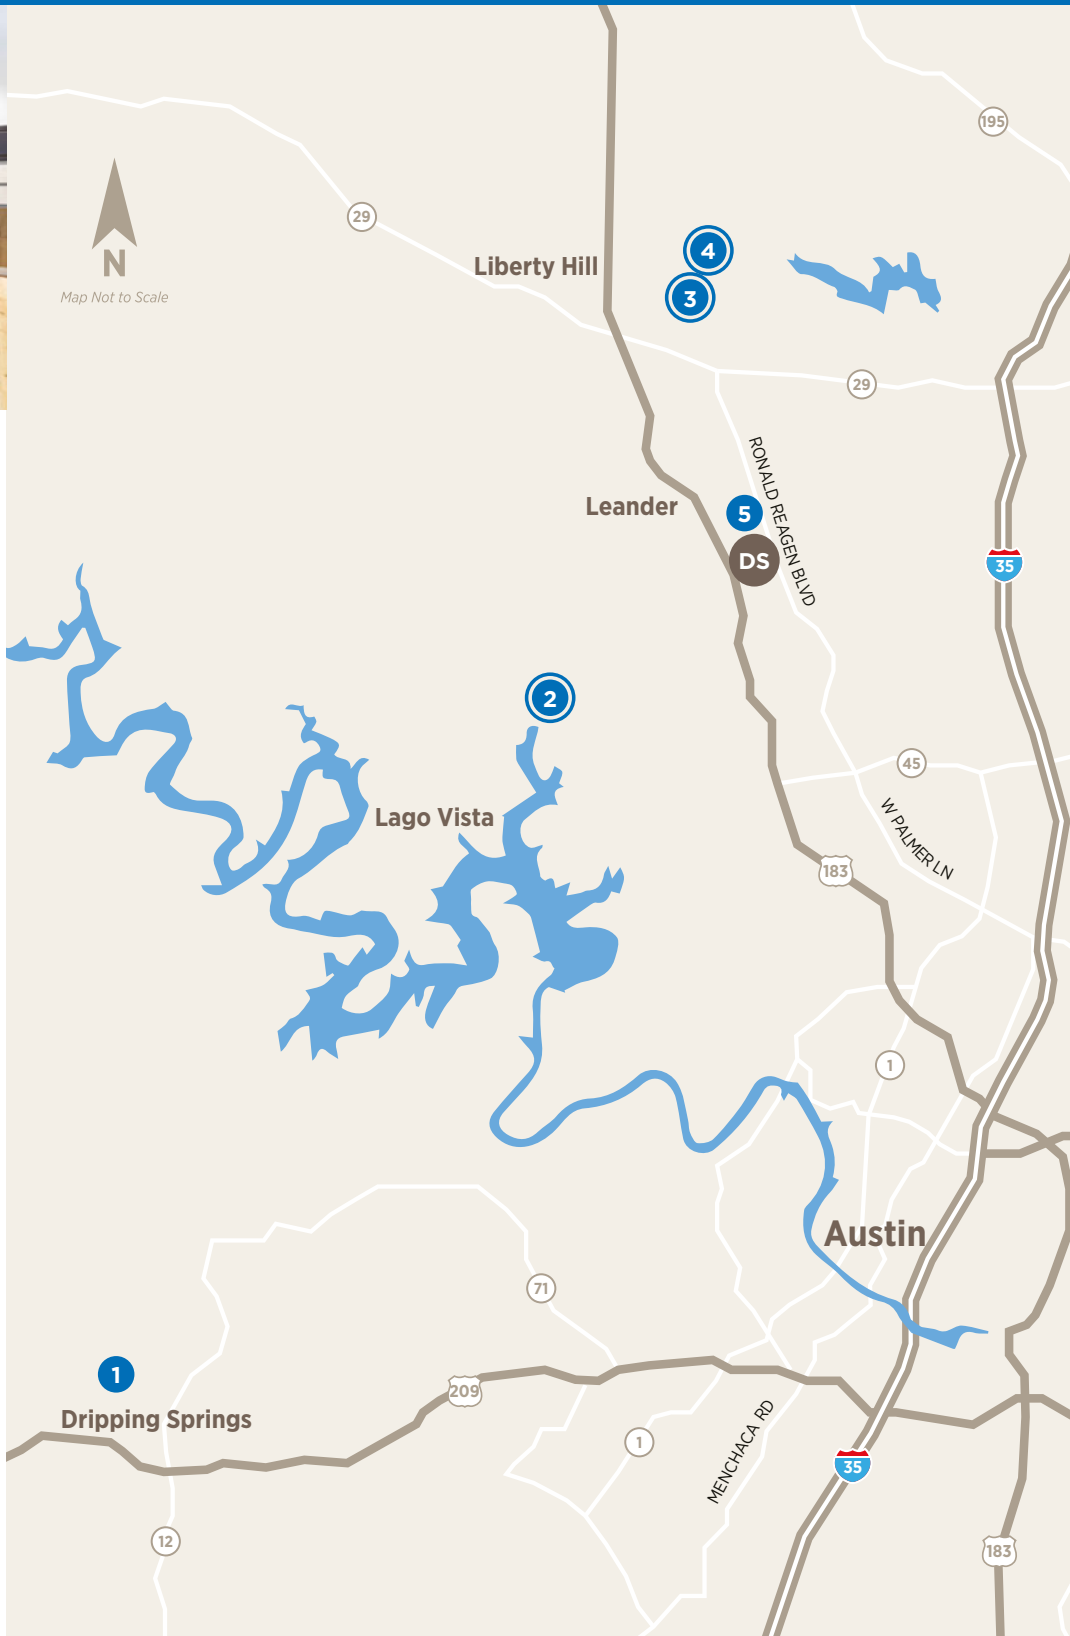 195
29
4
Liberty Hill
N
3
Map Not to Scale
29
RONALD REAGEN BLVD
Leander
5
DS
35
2
45
Lago Vista
W PALMER LN
183
1
Austin
71
1
209
Dripping Springs
MENCHACA RD
1
35
12
183